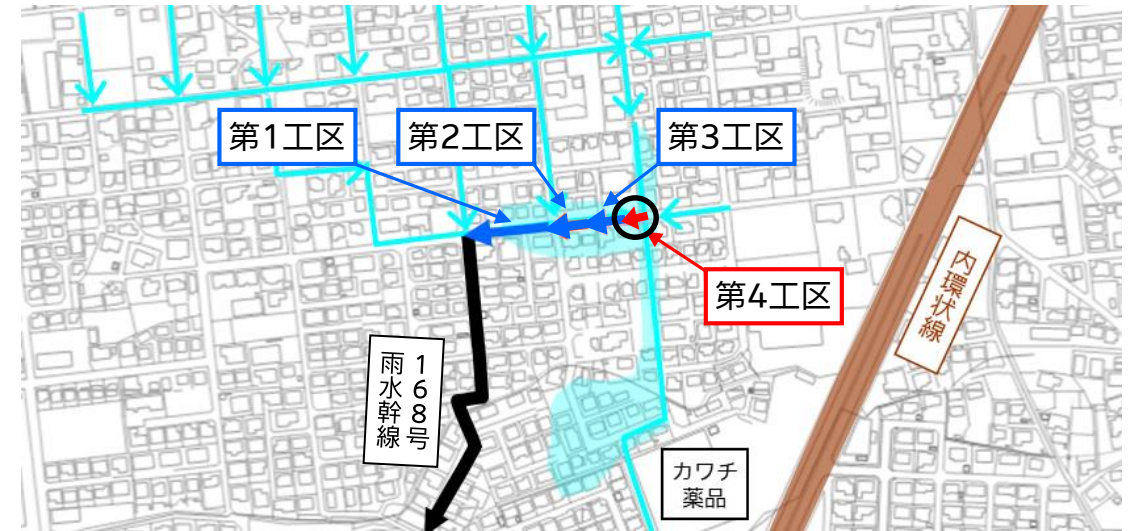 第1工区
第2工区
第3工区
第4工区
内環状線
168号
雨水幹線
カワチ
薬品